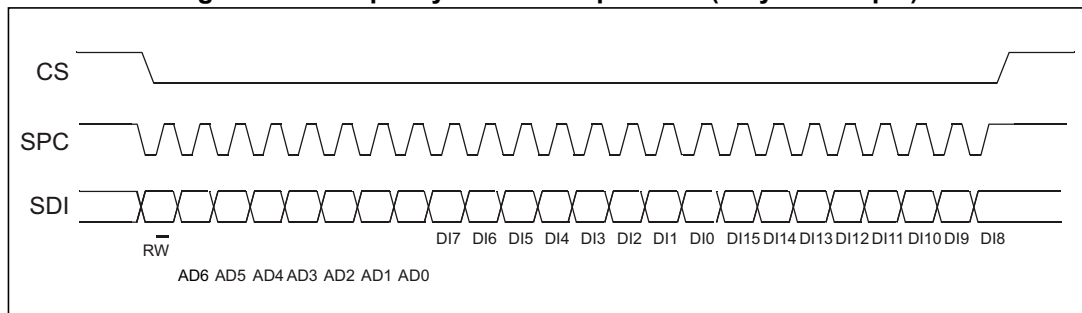 CS
SPC
SDI
DI7 DI6 DI5 DI4 DI3 DI2 DI1 DI0 DI15 DI14 DI13 DI12 DI11 DI10 DI9 DI8
RW
AD6 AD5 AD4 AD3 AD2 AD1 AD0